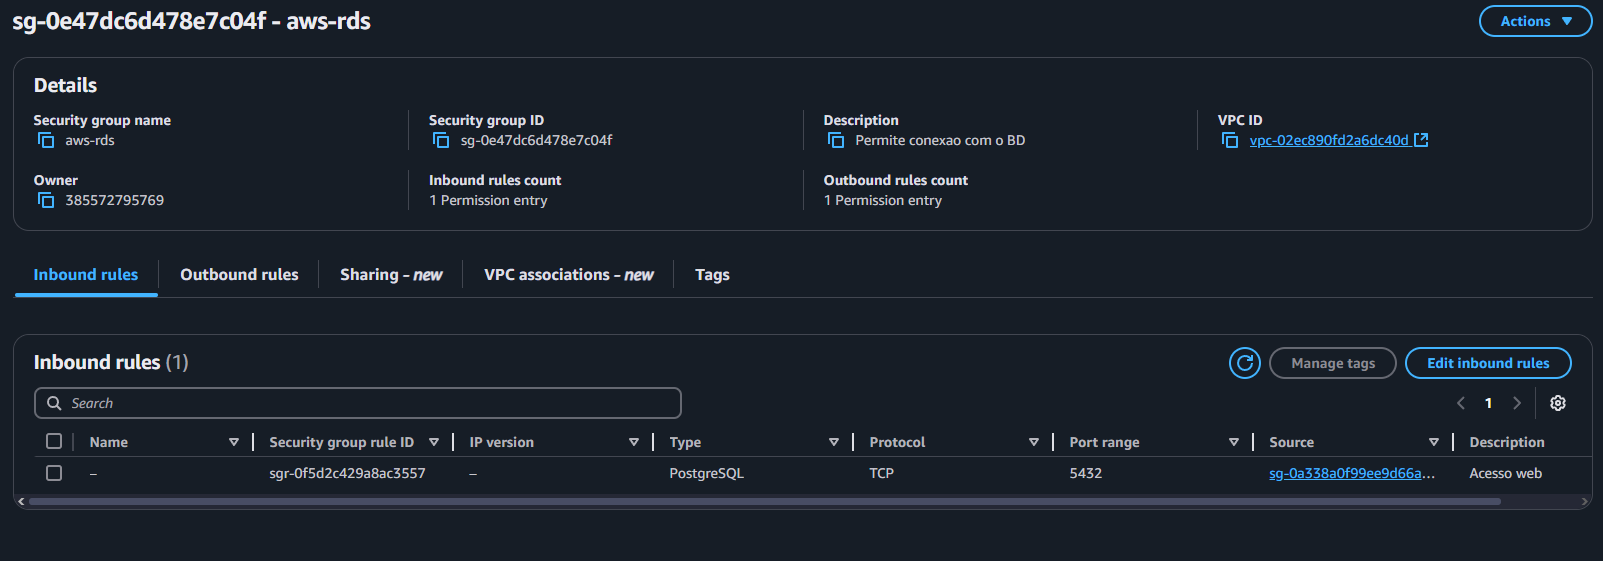 sg-0e47dc6d478e7c04f - aws-rds
Actions
Details
Security group name
aws-rds
Security group ID
sg-0e47dc6d478e7c04f
Description
Permite conexao com o BD
VPC ID
vpc-02ec890fd2a6dc40d
Owner
385572795769
Inbound rules count
1 Permission entry
Outbound rules count
1 Permission entry
Inbound rules
Outbound rules
Sharing - new
VPC associations - new
Tags
Inbound rules (1)
Manage tags
Edit inbound rules
Search
1
Name Security group rule ID IP version Type Protocol Port range Source Description
– sgr-0f5d2c429a8ac3557 – PostgreSQL TCP 5432 sg-0a338a0f99ee9d66a... Acesso web